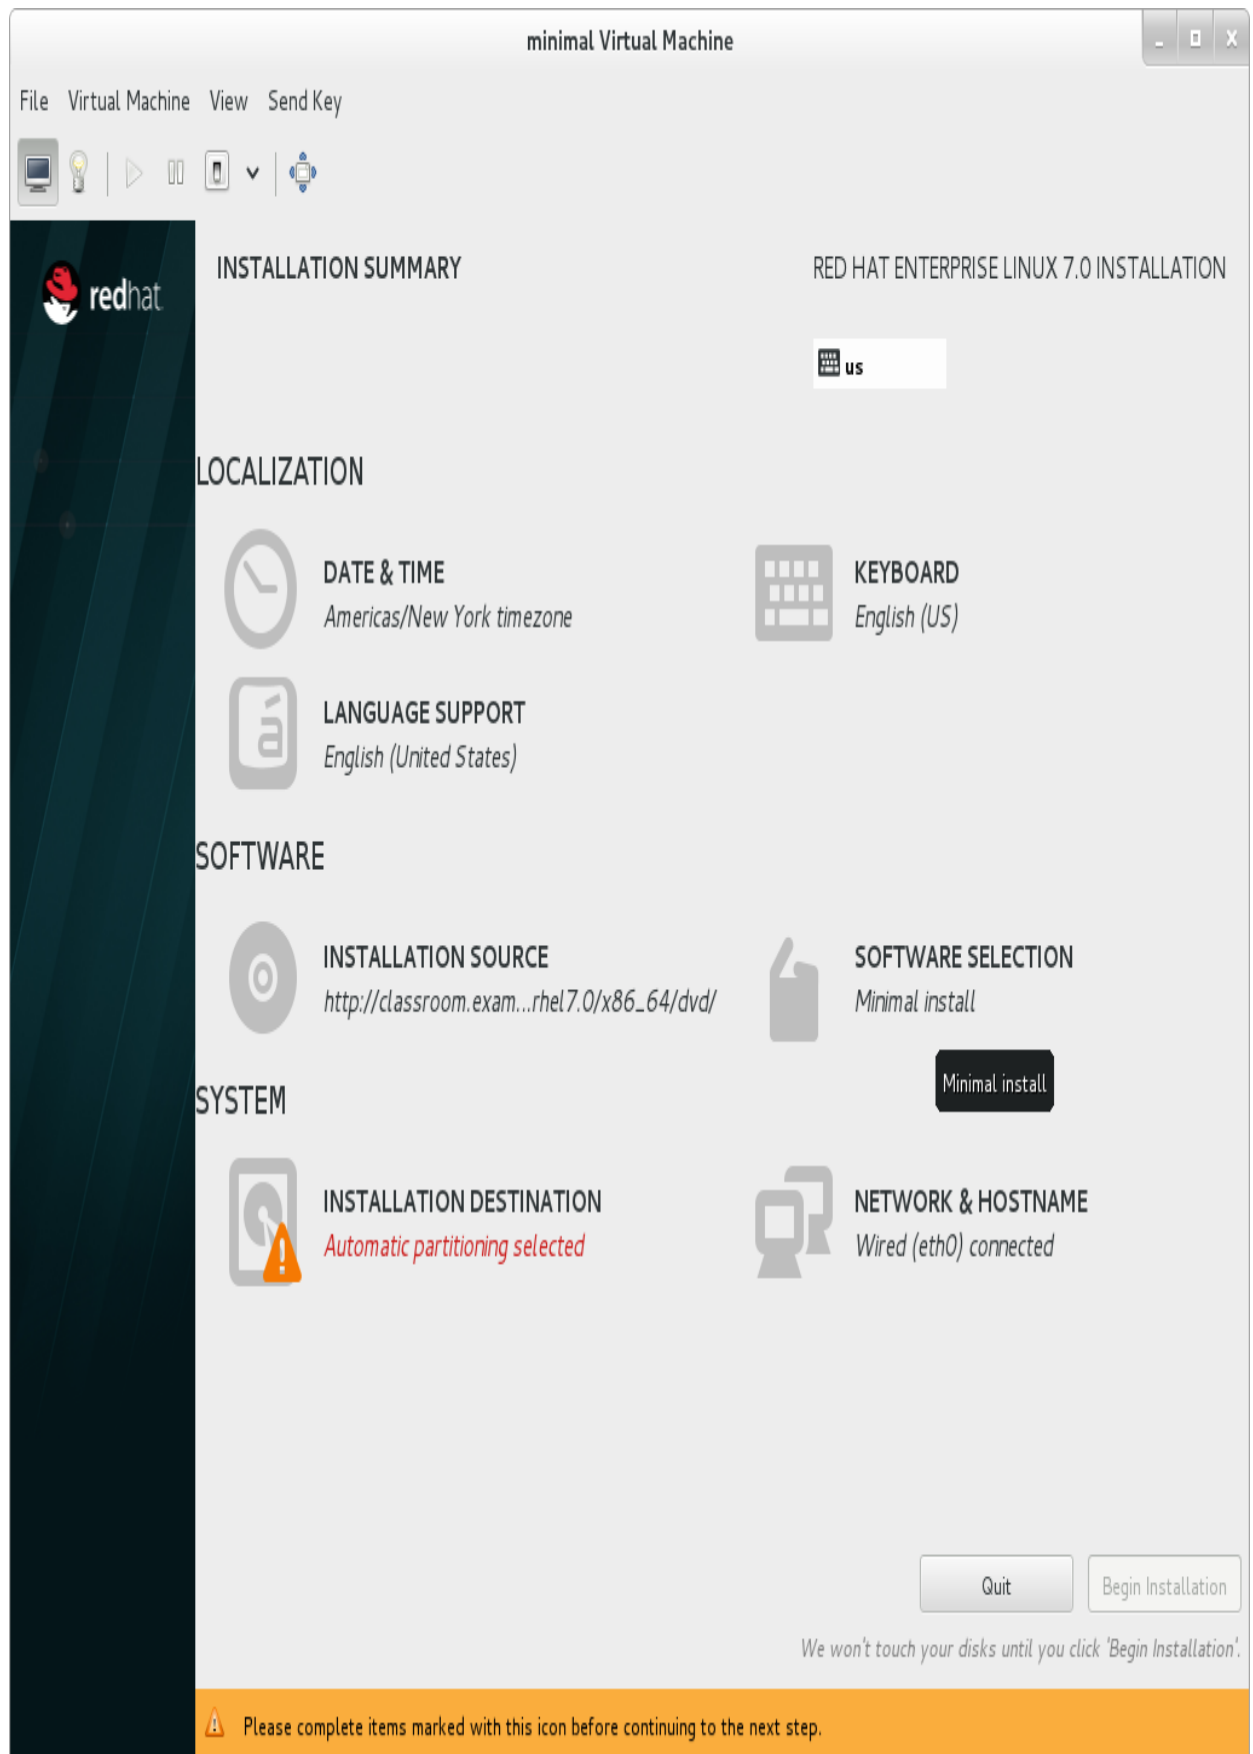 minimal Virtual Machine
File Virtual Machine View Send Key
redhat
INSTALLATION SUMMARY
RED HAT ENTERPRISE LINUX 7.0 INSTALLATION
us
LOCALIZATION
DATE & TIME
Americas/New York timezone
KEYBOARD
English (US)
LANGUAGE SUPPORT
English (United States)
SOFTWARE
INSTALLATION SOURCE
http://classroom.exam...rhel7.0/x86_64/dvd/
SOFTWARE SELECTION
Minimal install
Minimal install
SYSTEM
INSTALLATION DESTINATION
Automatic partitioning selected
NETWORK & HOSTNAME
Wired (eth0) connected
Quit
Begin Installation
We won't touch your disks until you click 'Begin Installation'.
Please complete items marked with this icon before continuing to the next step.